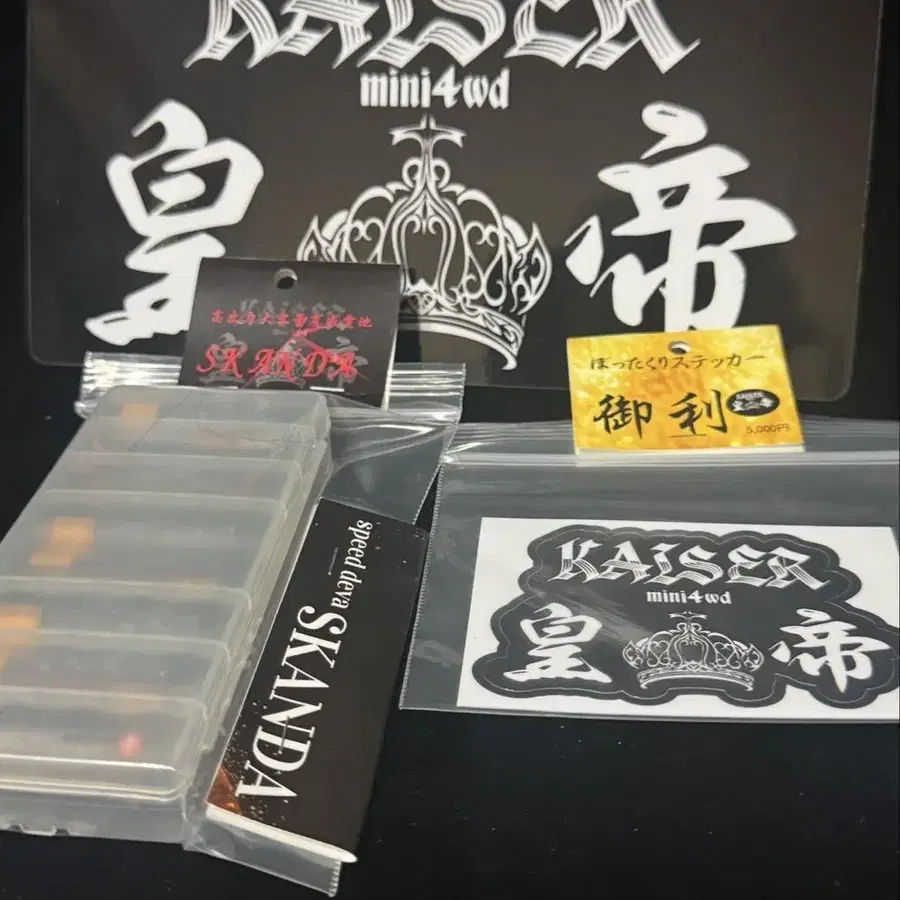 KAISER
mini4wd
皇帝
SKANDA
speed deva SKANDA
ぼったくりステッカー
御利
5,000円
KAISER
mini4wd
皇帝